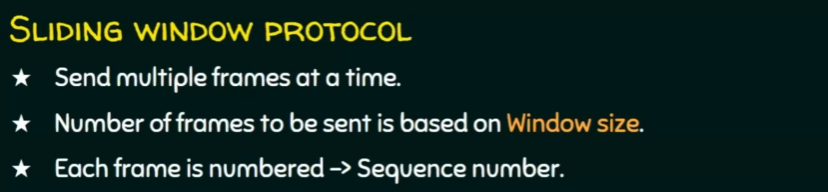 SLIDING WINDOW PROTOCOL
★ Send multiple frames at a time.
★ Number of frames to be sent is based on Window size.
★ Each frame is numbered -> Sequence number.